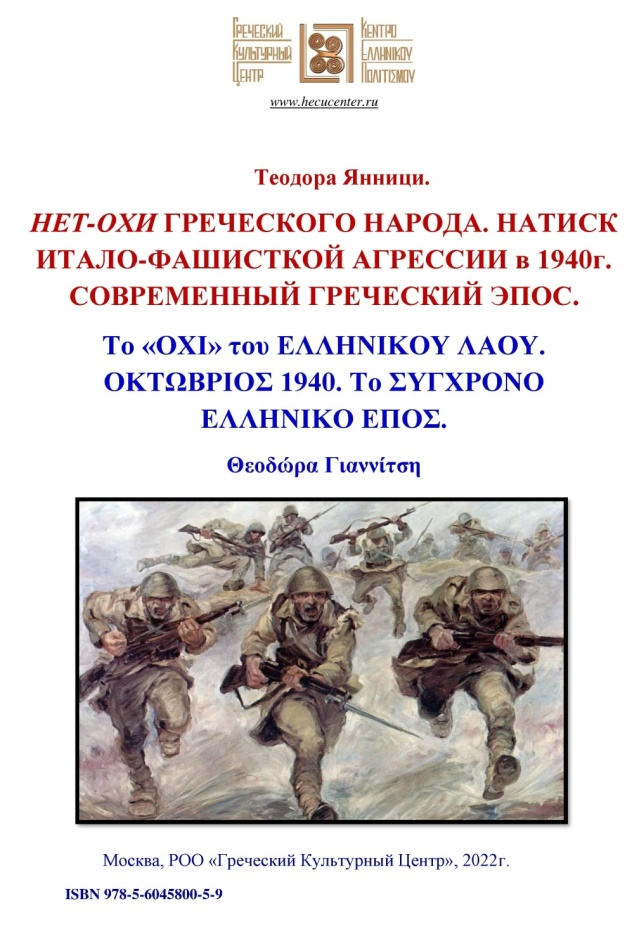 ГРЕЧЕСКИЙ
КУЛЬТУРНЫЙ
ЦЕНТР
ΚΕΝΤΡΟ
ΕΛΛΗΝΙΚΟΥ
ΠΟΛΙΤΙΣΜΟΥ
www.hecucenter.ru
Теодора Янници.
НЕТ-ОХИ ГРЕЧЕСКОГО НАРОДА. НАТИСК
ИТАЛО-ФАШИСТКОЙ АГРЕССИИ в 1940г.
СОВРЕМЕННЫЙ ГРЕЧЕСКИЙ ЭПОС.
Το «ΟΧΙ» του ΕΛΛΗΝΙΚΟΥ ΛΑΟΥ.
ΟΚΤΩΒΡΙΟΣ 1940. Το ΣΥΓΧΡΟΝΟ
ΕΛΛΗΝΙΚΟ ΕΠΟΣ.
Θεοδώρα Γιαννίτση
Москва, РОО «Греческий Культурный Центр», 2022г.
ISBN 978-5-6045800-5-9